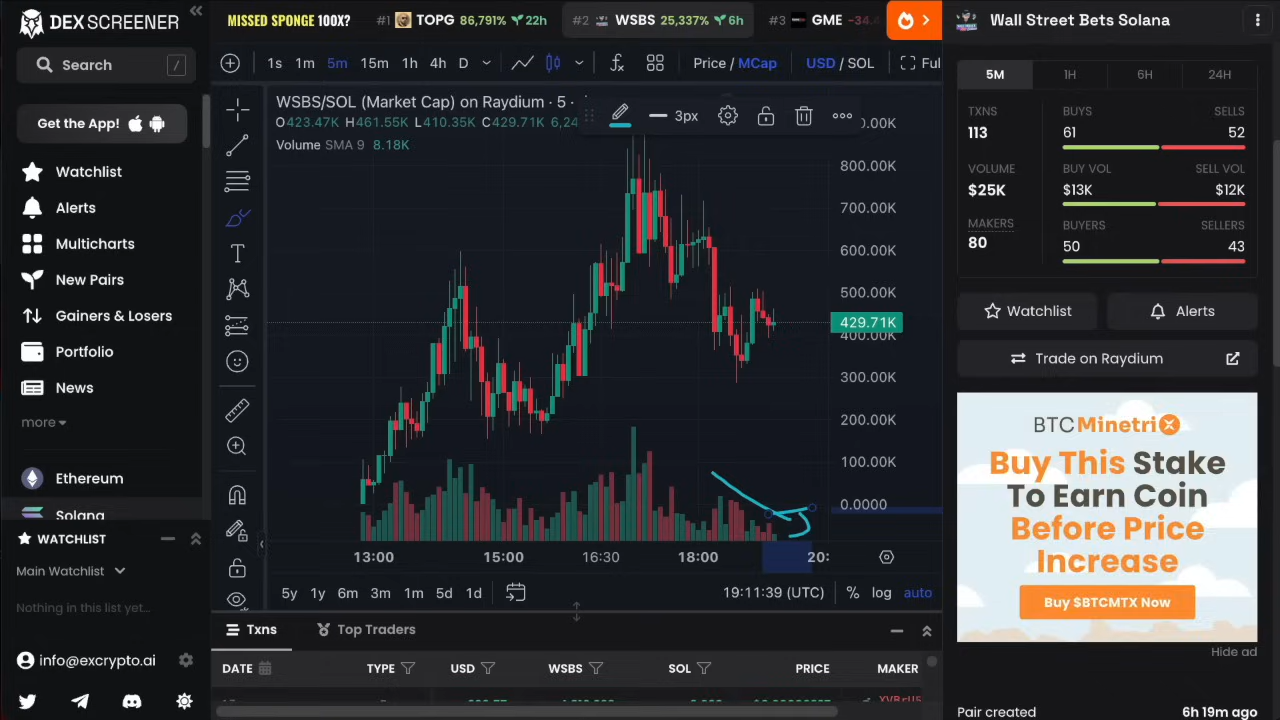 DEX SCREENER
Search
/
Get the App!
Watchlist
Alerts
Multicharts
New Pairs
Gainers & Losers
Portfolio
News
more
Ethereum
Solana
WATCHLIST
Main Watchlist
Nothing in this list yet...
info@excrypto.ai
MISSED SPONGE 100X?
#1 TOPG 86,791% 22h
#2 WSBS 25,337% 6h
#3 GME -34.4
1s 1m 5m 15m 1h 4h D
Price / MCap
USD / SOL
Ful
WSBS/SOL (Market Cap) on Raydium · 5 ·
O423.47K H461.55K L410.35K C429.71K 6,24
Volume SMA 9 8.18K
3px
800.00K
700.00K
600.00K
500.00K
429.71K
400.00K
300.00K
200.00K
100.00K
0.0000
13:00 15:00 16:30 18:00 20:
5y 1y 6m 3m 1m 5d 1d
19:11:39 (UTC) % log auto
Txns
Top Traders
DATE TYPE USD WSBS SOL PRICE MAKER
Wall Street Bets Solana
5M 1H 6H 24H
TXNS BUYS SELLS
113 61 52
VOLUME BUY VOL SELL VOL
$25K $13K $12K
MAKERS BUYERS SELLERS
80 50 43
Watchlist
Alerts
Trade on Raydium
BTCMinetrix
Buy This Stake
To Earn Coin
Before Price
Increase
Buy $BTCMTX Now
Hide ad
Pair created 6h 19m ago